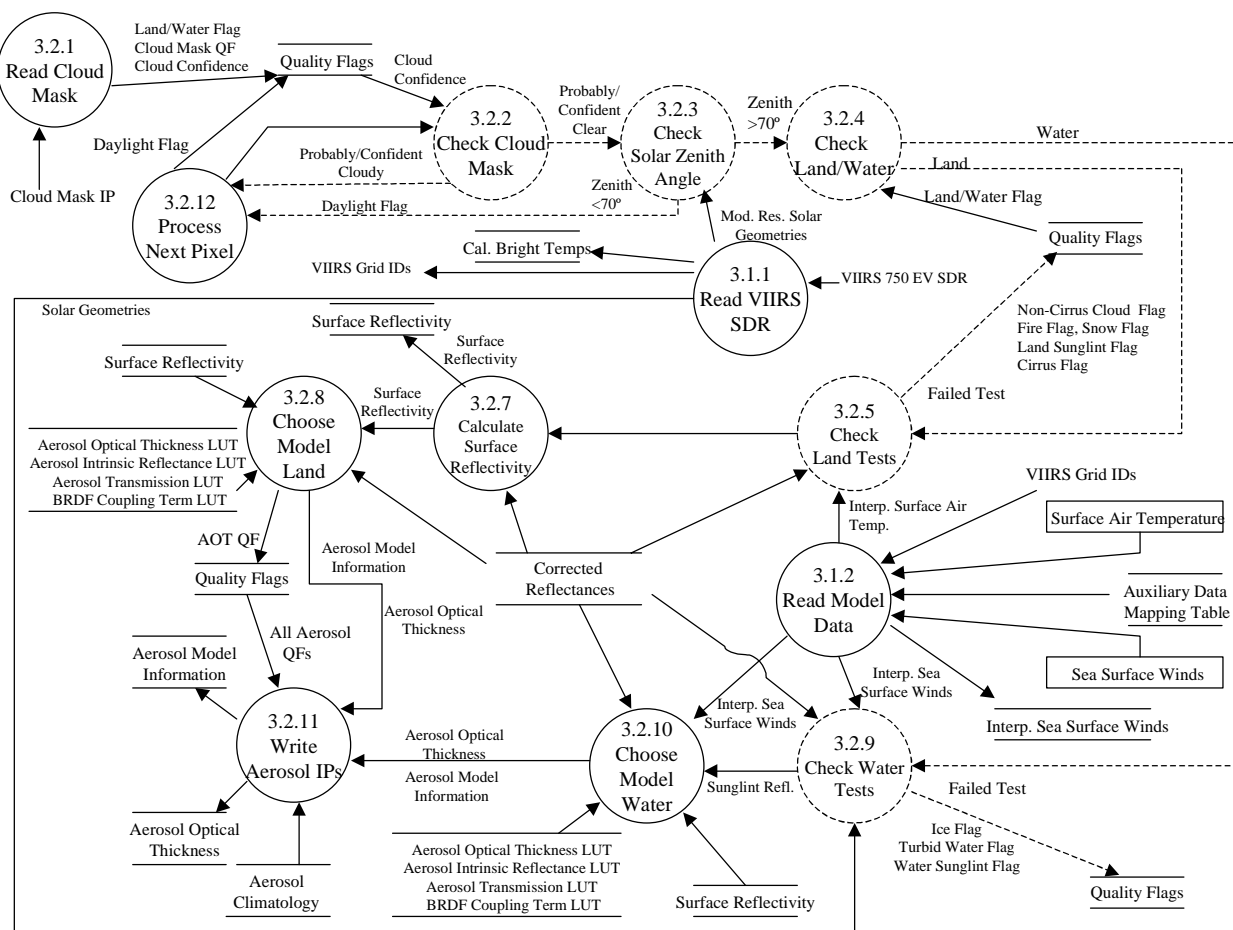 3.2.1
Read Cloud
Mask
Land/Water Flag
Cloud Mask QF
Cloud Confidence
Quality Flags
Cloud
Confidence
3.2.2
Check Cloud
Mask
Probably/
Confident
Clear
3.2.3
Check
Solar Zenith
Angle
Zenith
>70º
3.2.4
Check
Land/Water
Water
Land
Daylight Flag
Probably/Confident
Cloudy
Cloud Mask IP
3.2.12
Process
Next Pixel
Daylight Flag
Zenith
<70º
Land/Water Flag
Mod. Res. Solar
Geometries
Quality Flags
Cal. Bright Temps
VIIRS Grid IDs
3.1.1
Read VIIRS
SDR
VIIRS 750 EV SDR
Solar Geometries
Surface Reflectivity
Non-Cirrus Cloud Flag
Fire Flag, Snow Flag
Land Sunglint Flag
Cirrus Flag
Surface
Reflectivity
Surface Reflectivity
3.2.8
Choose
Model
Land
Surface
Reflectivity
3.2.7
Calculate
Surface
Reflectivity
3.2.5
Check
Land Tests
Failed Test
Aerosol Optical Thickness LUT
Aerosol Intrinsic Reflectance LUT
Aerosol Transmission LUT
BRDF Coupling Term LUT
VIIRS Grid IDs
Interp. Surface Air
Temp.
Surface Air Temperature
AOT QF
Aerosol Model
Information
Quality Flags
Corrected
Reflectances
3.1.2
Read Model
Data
Auxiliary Data
Mapping Table
Aerosol Optical
Thickness
All Aerosol
QFs
Aerosol Model
Information
Sea Surface Winds
Interp. Sea
Surface Winds
Interp. Sea
Surface Winds
Interp. Sea Surface Winds
3.2.11
Write
Aerosol IPs
Aerosol Optical
Thickness
Aerosol Model
Information
3.2.10
Choose
Model
Water
Sunglint Refl.
3.2.9
Check Water
Tests
Failed Test
Ice Flag
Turbid Water Flag
Water Sunglint Flag
Aerosol Optical
Thickness
Aerosol
Climatology
Aerosol Optical Thickness LUT
Aerosol Intrinsic Reflectance LUT
Aerosol Transmission LUT
BRDF Coupling Term LUT
Surface Reflectivity
Quality Flags